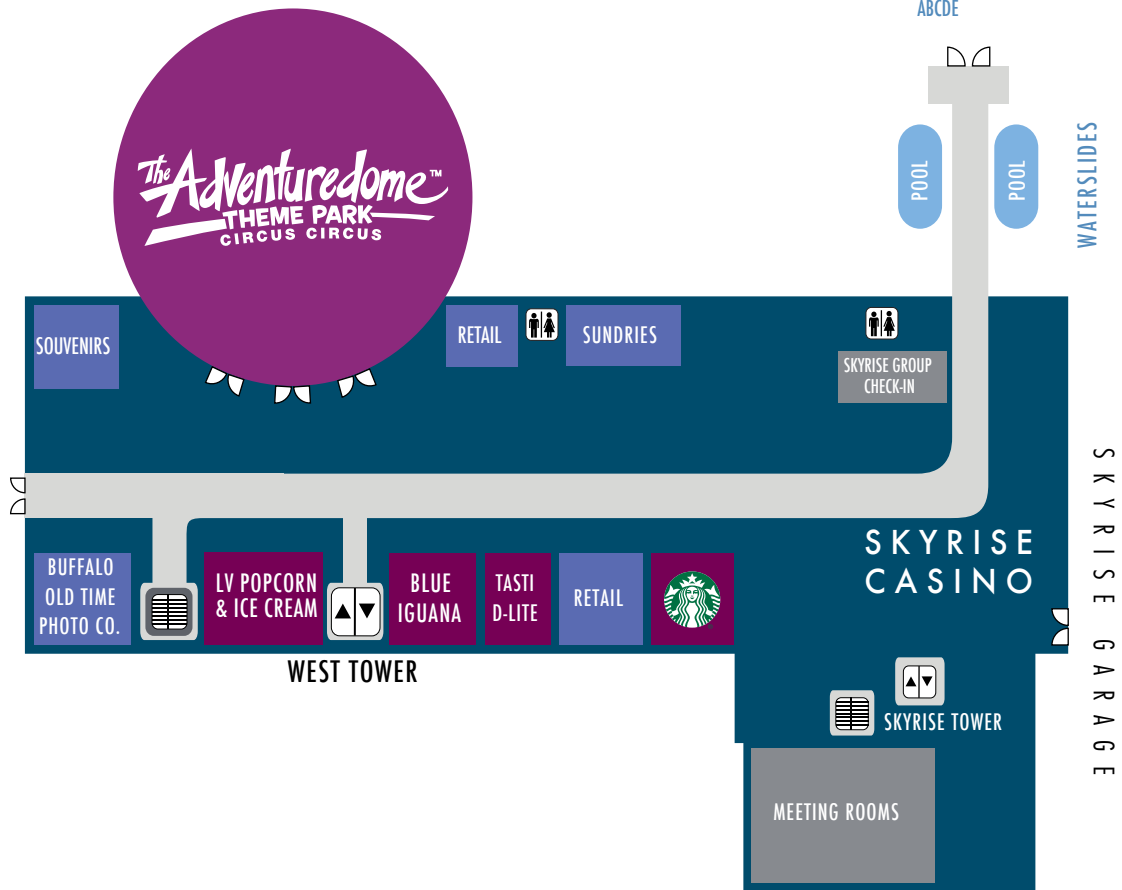 ABCDE
The Adventuredome™
THEME PARK
CIRCUS CIRCUS
POOL
POOL
WATERSLIDES
SOUVENIRS
RETAIL
SUNDRIES
SKYRISE GROUP
CHECK-IN
SKYRISE
CASINO
SKYRISE GARAGE
BUFFALO
OLD TIME
PHOTO CO.
LV POPCORN
& ICE CREAM
BLUE
IGUANA
TASTI
D-LITE
RETAIL
WEST TOWER
SKYRISE TOWER
MEETING ROOMS